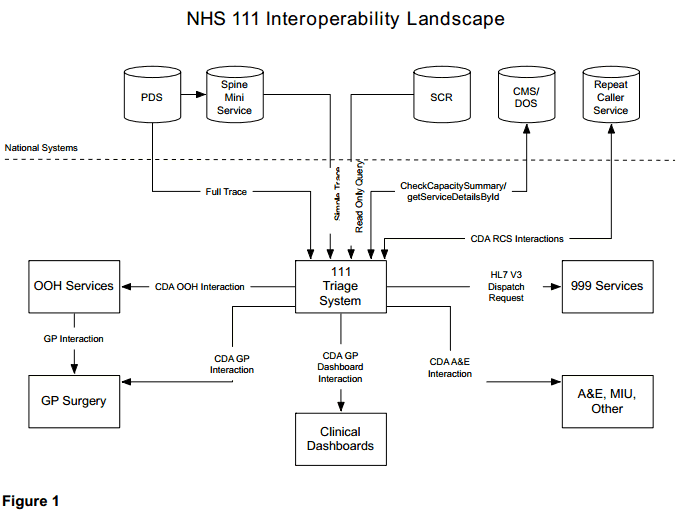 NHS 111 Interoperability Landscape
PDS
Spine
Mini
Service
SCR
CMS/
DOS
Repeat
Caller
Service
National Systems
Full Trace
Simple Trace
Read Only Query
CheckCapacitySummary/
getServiceDetailsById
CDA RCS Interactions
OOH Services
CDA OOH Interaction
111
Triage
System
HL7 V3
Dispatch
Request
999 Services
GP Interaction
CDA GP
Interaction
CDA GP
Dashboard
Interaction
CDA A&E
Interaction
GP Surgery
Clinical
Dashboards
A&E, MIU,
Other
Figure 1